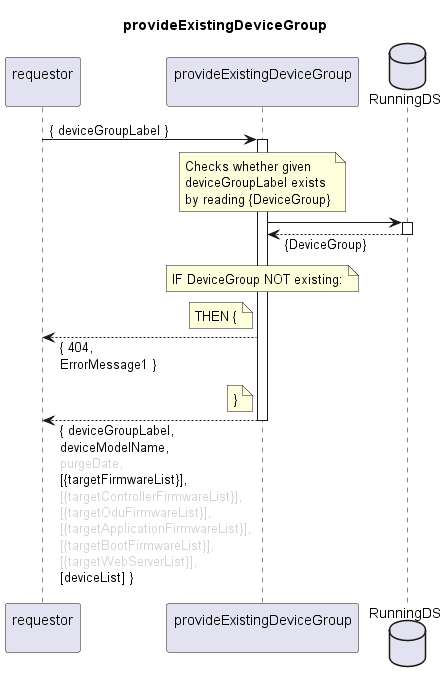 provideExistingDeviceGroup
requestor
provideExistingDeviceGroup
RunningDS
{ deviceGroupLabel }
Checks whether given
deviceGroupLabel exists
by reading {DeviceGroup}
{DeviceGroup}
IF DeviceGroup NOT existing:
THEN {
{ 404,
ErrorMessage1 }
}
{ deviceGroupLabel,
deviceModelName,
purgeDate,
[{targetFirmwareList}],
[{targetControllerFirmwareList}],
[{targetOduFirmwareList}],
[{targetApplicationFirmwareList}],
[{targetBootFirmwareList}],
[{targetWebServerList}],
[deviceList] }
requestor
provideExistingDeviceGroup
RunningDS